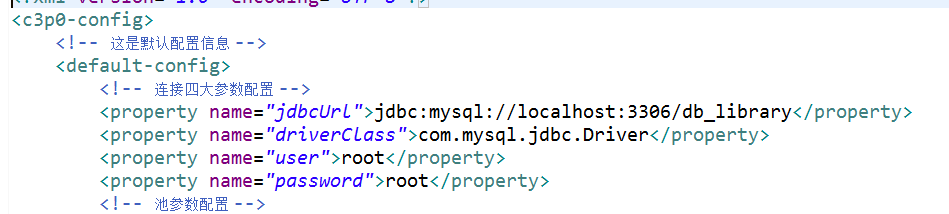 <c3p0-config>
<!-- 这是默认配置信息 -->
<default-config>
<!-- 连接四大参数配置 -->
<property name="jdbcUrl">jdbc:mysql://localhost:3306/db_library</property>
<property name="driverClass">com.mysql.jdbc.Driver</property>
<property name="user">root</property>
<property name="password">root</property>
<!-- 池参数配置 -->